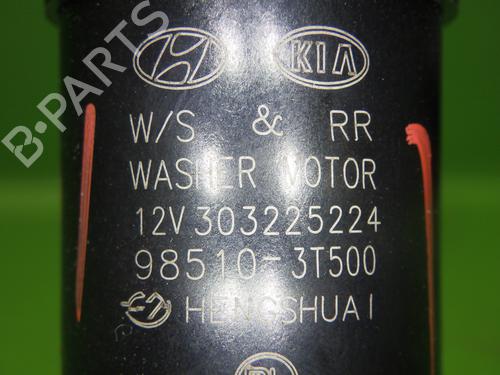 KIA
W/S & RR
WASHER MOTOR
12V 303225224
98510-3T500
HENGSHUAI
B-PARTS